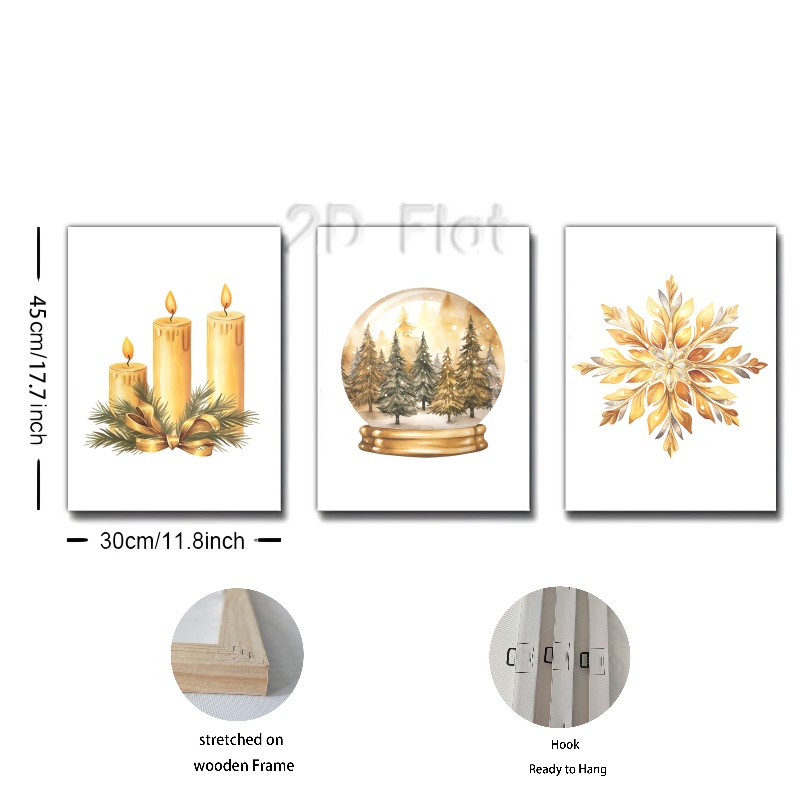 2D Flat
45cm/17.7inch
30cm/11.8inch
stretched on
wooden Frame
Hook
Ready to Hang